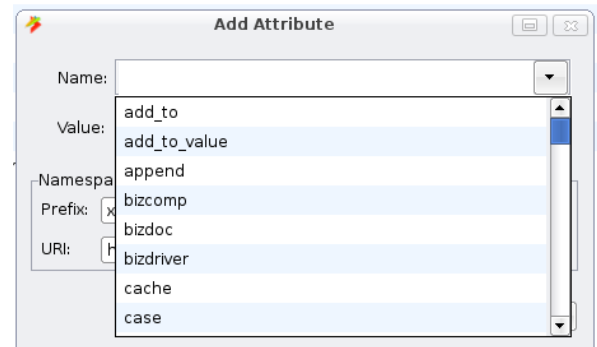 Add Attribute
Name:
add_to
Value:
add_to_value
append
Namespa
bizcomp
Prefix: x
bizdoc
URI: h
bizdriver
cache
case